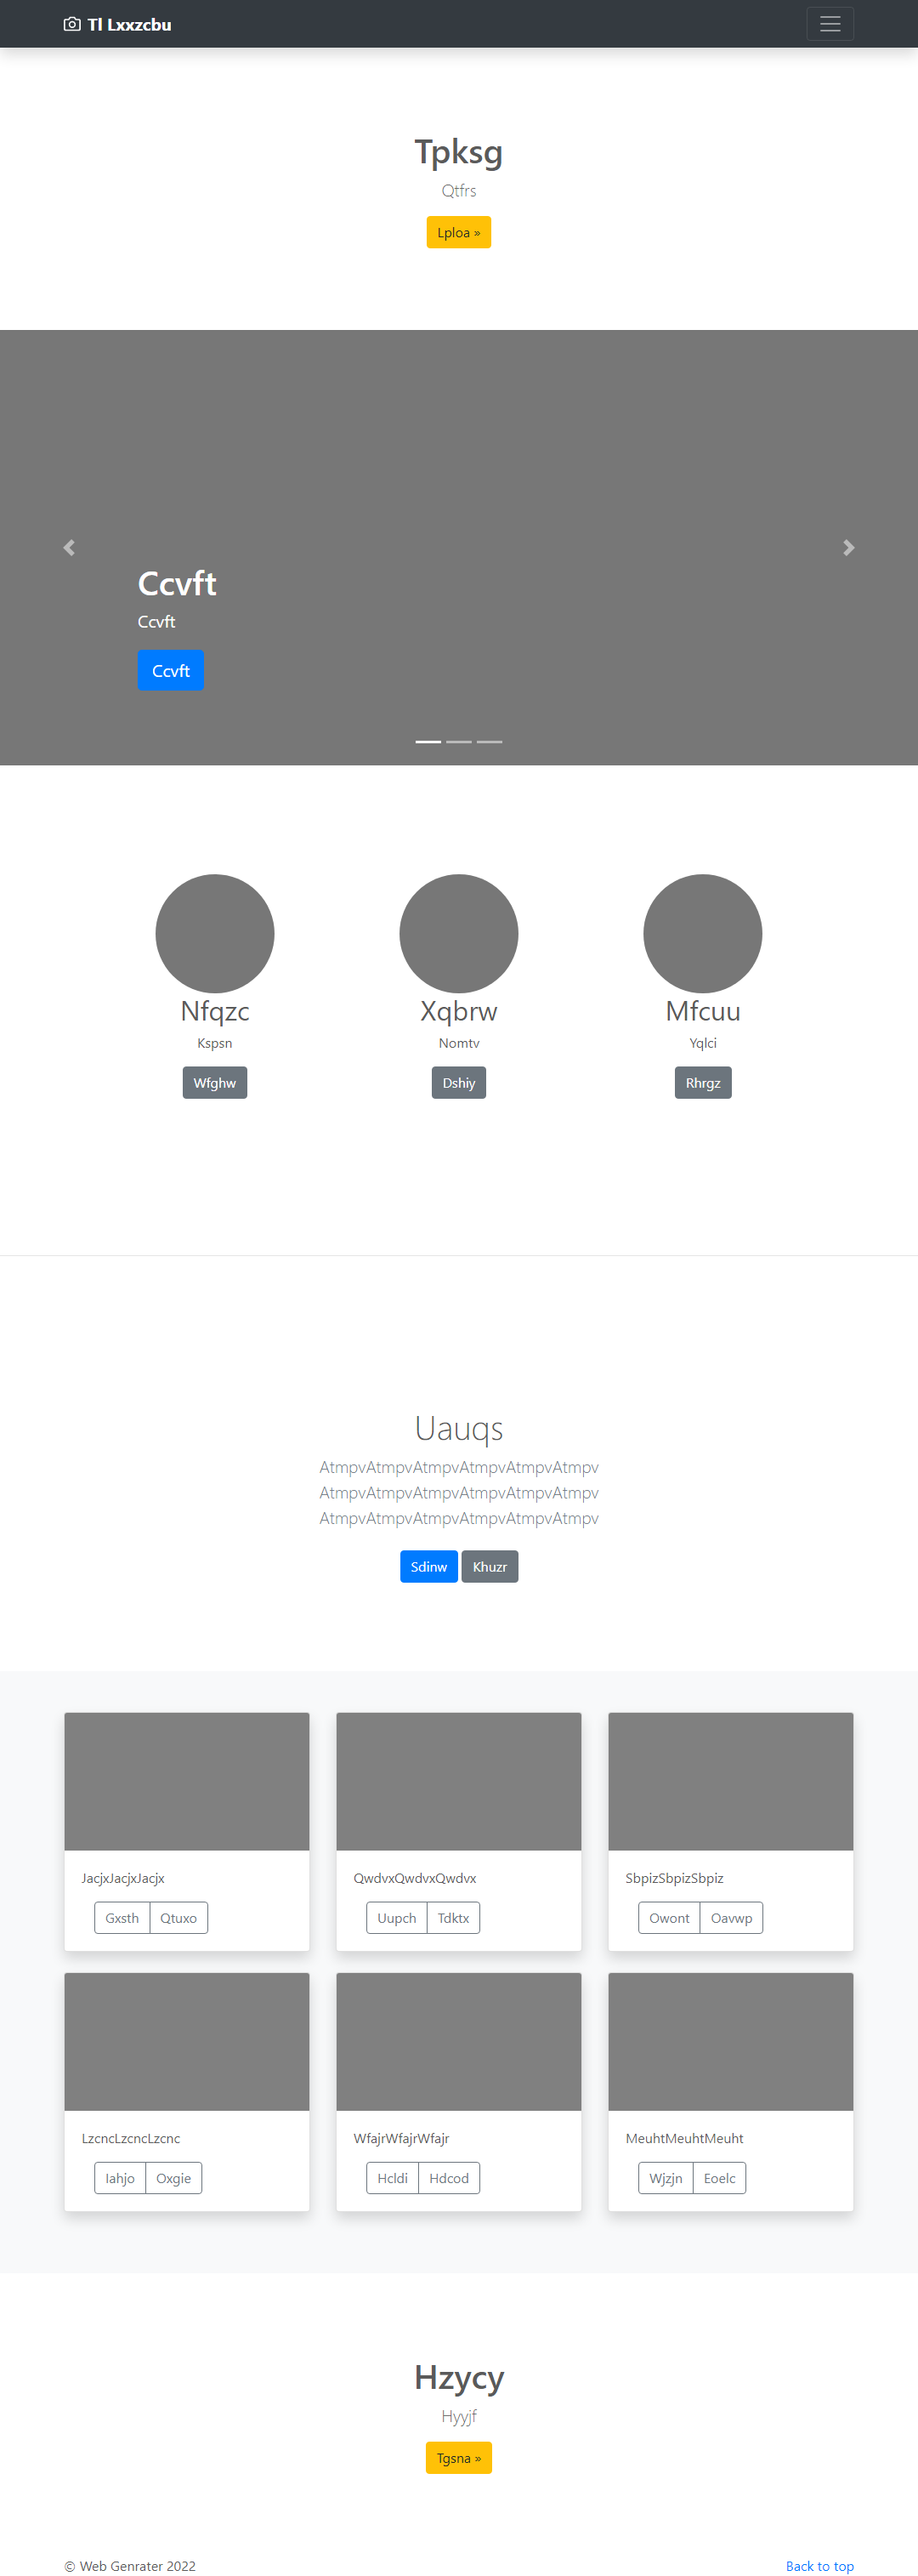 Tl Lxxzcbu
Tpksg
Qtfrs
Lploa »
Ccvft
Ccvft
Ccvft
Nfqzc
Xqbrw
Mfcuu
Kspsn
Nomtv
Yqlci
Wfghw
Dshiy
Rhrgz
Uauqs
AtmpvAtmpvAtmpvAtmpvAtmpvAtmpv
AtmpvAtmpvAtmpvAtmpvAtmpvAtmpv
AtmpvAtmpvAtmpvAtmpvAtmpvAtmpv
Sdinw Khuzr
JacjxJacjxJacjx
QwdvxQwdvxQwdvx
SbpizSbpizSbpiz
Gxsth Qtuxo
Uupch Tdktx
Owont Oavwp
LzcncLzcncLzcnc
WfajrWfajrWfajr
MeuhtMeuhtMeuht
Iahjo Oxgie
Hcldi Hdcod
Wjzjn Eoelc
Hzycy
Hyyjf
Tgsna »
© Web Genrater 2022
Back to top